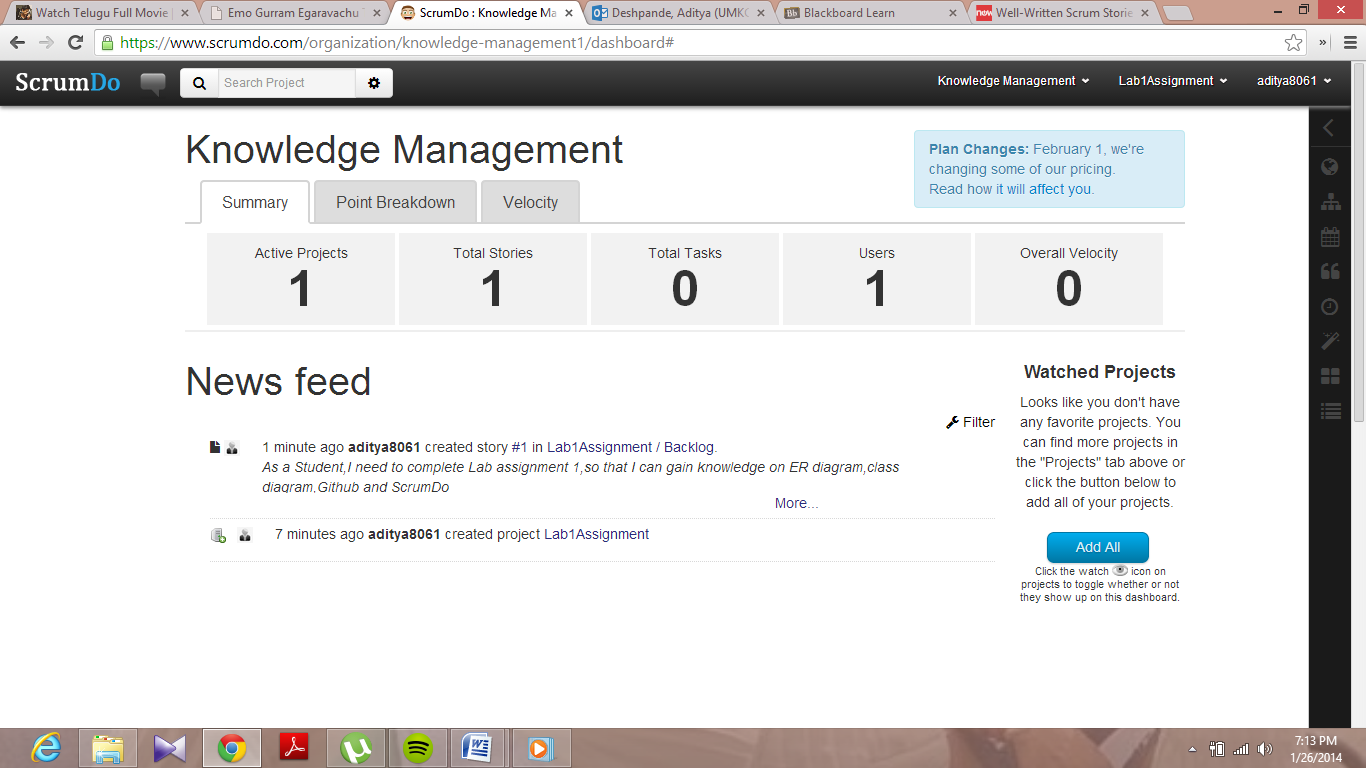 Watch Telugu Full Movie
Emo Gurram Egaravachu
ScrumDo : Knowledge Ma
Deshpande, Aditya (UMKC
Blackboard Learn
Well-Written Scrum Storie
https://www.scrumdo.com/organization/knowledge-management1/dashboard#
ScrumDo
Search Project
Knowledge Management
Lab1Assignment
aditya8061
Knowledge Management
Plan Changes: February 1, we're
changing some of our pricing.
Read how it will affect you.
Summary
Point Breakdown
Velocity
Active Projects
1
Total Stories
1
Total Tasks
0
Users
1
Overall Velocity
0
News feed
Filter
1 minute ago aditya8061 created story #1 in Lab1Assignment / Backlog.
As a Student,I need to complete Lab assignment 1,so that I can gain knowledge on ER diagram,class
diagram,Github and ScrumDo
More...
7 minutes ago aditya8061 created project Lab1Assignment
Watched Projects
Looks like you don't have
any favorite projects. You
can find more projects in
the "Projects" tab above or
click the button below to
add all of your projects.
Add All
Click the watch icon on
projects to toggle whether or not
they show up on this dashboard.
7:13 PM
1/26/2014